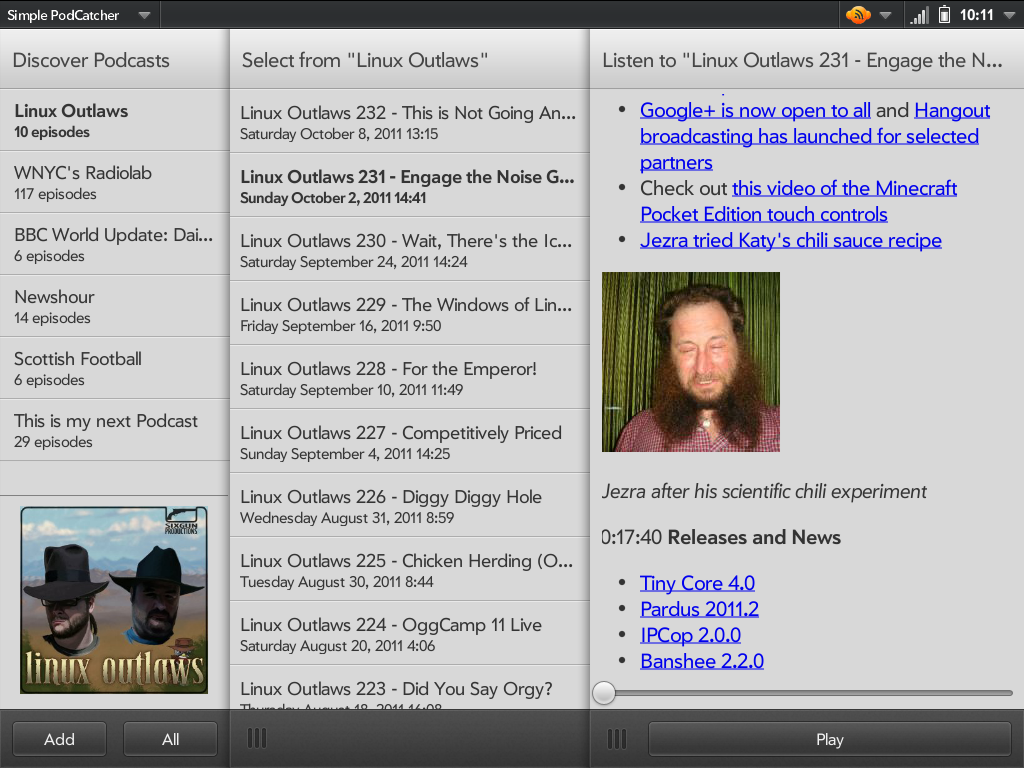 Simple PodCatcher
10:11
Discover Podcasts
Linux Outlaws
10 episodes
WNYC's Radiolab
117 episodes
BBC World Update: Dai...
6 episodes
Newshour
14 episodes
Scottish Football
6 episodes
This is my next Podcast
29 episodes
SIXGUN
PRODUCTIONS
linux outlaws
Add
All
Select from "Linux Outlaws"
Linux Outlaws 232 - This is Not Going An...
Saturday October 8, 2011 13:15
Linux Outlaws 231 - Engage the Noise G...
Sunday October 2, 2011 14:41
Linux Outlaws 230 - Wait, There's the Ic...
Saturday September 24, 2011 14:24
Linux Outlaws 229 - The Windows of Lin...
Friday September 16, 2011 9:50
Linux Outlaws 228 - For the Emperor!
Saturday September 10, 2011 11:49
Linux Outlaws 227 - Competitively Priced
Sunday September 4, 2011 14:25
Linux Outlaws 226 - Diggy Diggy Hole
Wednesday August 31, 2011 8:59
Linux Outlaws 225 - Chicken Herding (O...
Tuesday August 30, 2011 8:44
Linux Outlaws 224 - OggCamp 11 Live
Saturday August 20, 2011 4:06
Linux Outlaws 223 - Did You Say Orgy?
Thursday August 18, 2011 16:08
Listen to "Linux Outlaws 231 - Engage the N...
• Google+ is now open to all and Hangout
broadcasting has launched for selected
partners
• Check out this video of the Minecraft
Pocket Edition touch controls
• Jezra tried Katy's chili sauce recipe
Jezra after his scientific chili experiment
0:17:40 Releases and News
• Tiny Core 4.0
• Pardus 2011.2
• IPCop 2.0.0
• Banshee 2.2.0
Play